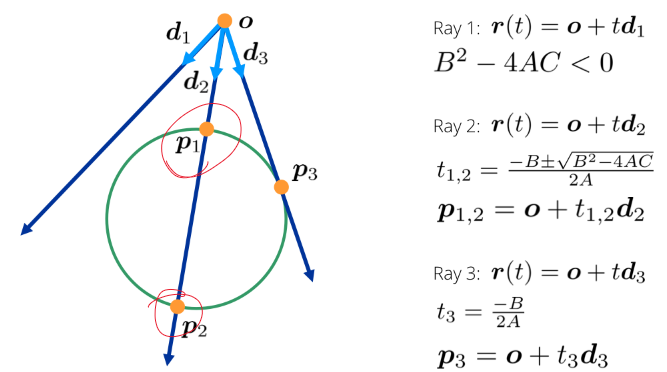 o
d₁
d₂
d₃
p₁
p₃
p₂
Ray 1: r(t) = o + td₁
B² − 4AC < 0
Ray 2: r(t) = o + td₂
t₁,₂ = (−B±√(B²−4AC))/(2A)
p₁,₂ = o + t₁,₂d₂
Ray 3: r(t) = o + td₃
t₃ = −B/(2A)
p₃ = o + t₃d₃